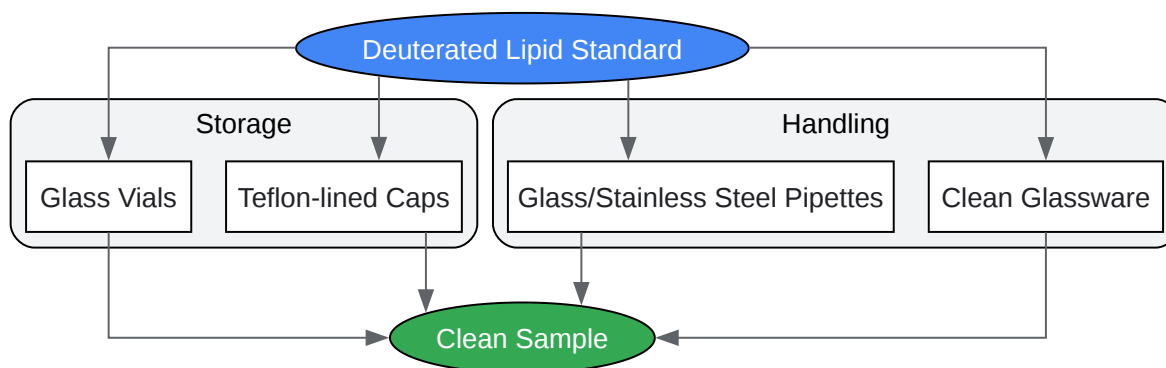 Deuterated Lipid Standard
Storage
Handling
Glass Vials
Teflon-lined Caps
Glass/Stainless Steel Pipettes
Clean Glassware
Clean Sample